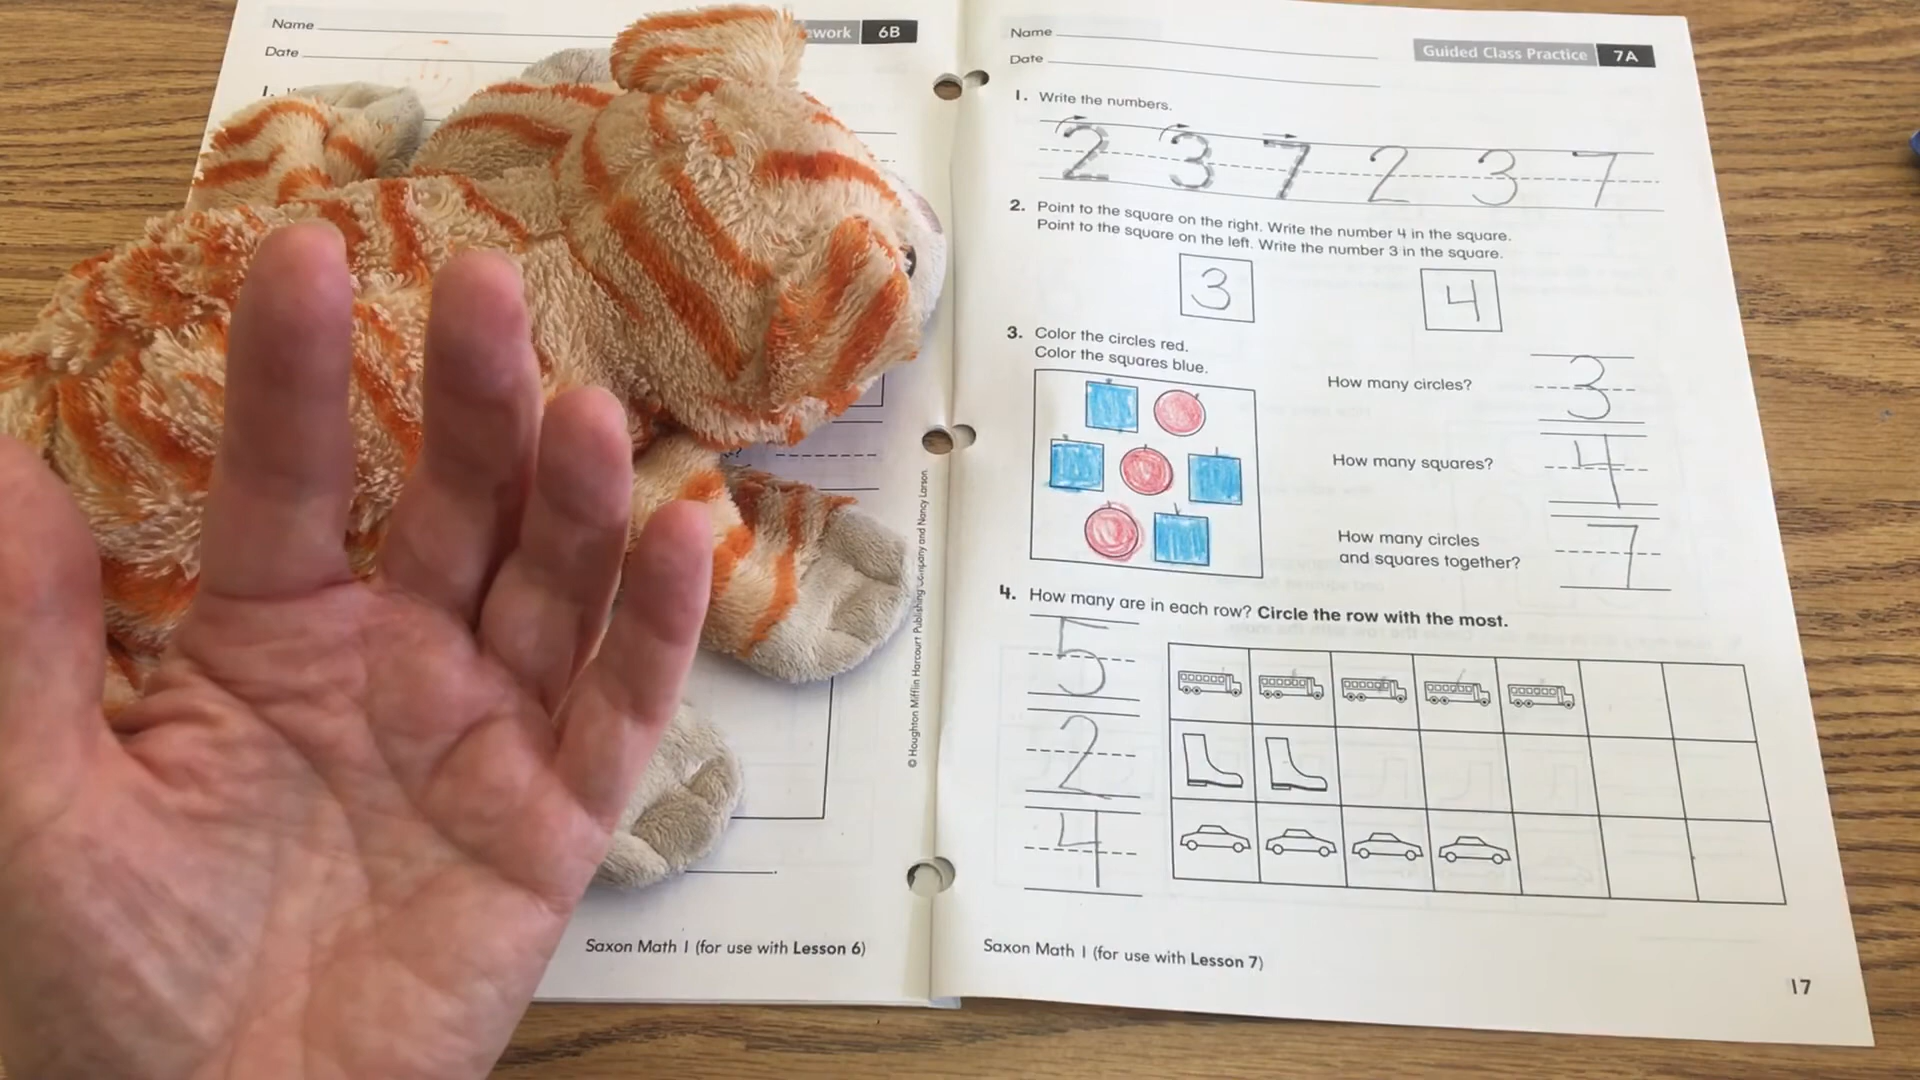 Name
Date
6B
1.
Saxon Math 1 (for use with Lesson 6)
© Houghton Mifflin Harcourt Publishing Company and Nancy Larson
Name
Date
Guided Class Practice 7A
1. Write the numbers.
2 3 7 2 3 7
2. Point to the square on the right. Write the number 4 in the square.
Point to the square on the left. Write the number 3 in the square.
3 4
3. Color the circles red.
Color the squares blue.
How many circles? 3
How many squares? 4
How many circles
and squares together? 7
4. How many are in each row? Circle the row with the most.
5
2
4
Saxon Math 1 (for use with Lesson 7)
17